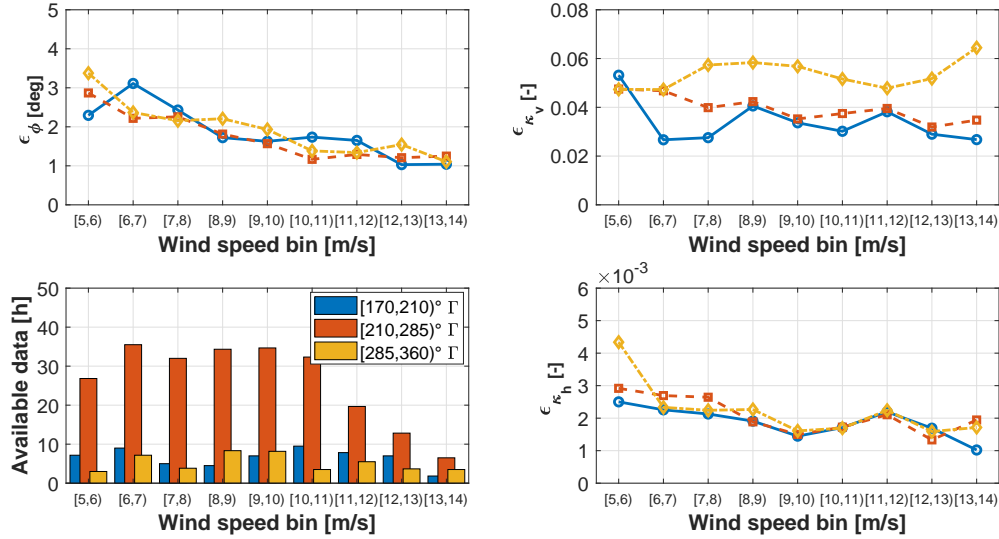 5
4
3
2
1
0
ϵ_ϕ [deg]
[5,6) [6,7) [7,8) [8,9) [9,10) [10,11) [11,12) [12,13) [13,14)
Wind speed bin [m/s]
0.08
0.06
0.04
0.02
0
ϵ_κ_v [-]
[5,6) [6,7) [7,8) [8,9) [9,10) [10,11) [11,12) [12,13) [13,14)
Wind speed bin [m/s]
50
40
30
20
10
0
Available data [h]
[170,210)° Γ
[210,285)° Γ
[285,360)° Γ
[5,6) [6,7) [7,8) [8,9) [9,10) [10,11) [11,12) [12,13) [13,14)
Wind speed bin [m/s]
×10⁻³
6
5
4
3
2
1
0
ϵ_κ_h [-]
[5,6) [6,7) [7,8) [8,9) [9,10) [10,11) [11,12) [12,13) [13,14)
Wind speed bin [m/s]